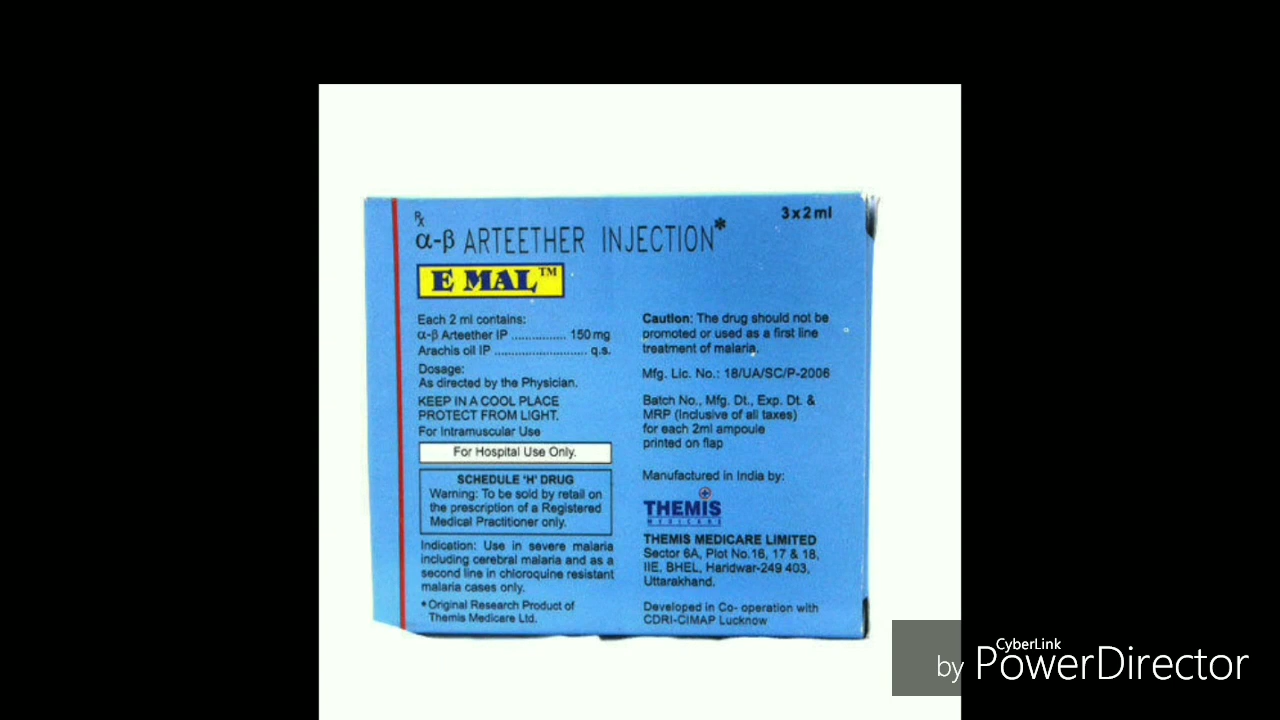 Rx
α-β ARTEETHER INJECTION*
3 x 2 ml
E MAL™
Each 2 ml contains:
α-β Arteether IP ................ 150 mg
Arachis oil IP ........................... q.s.
Dosage:
As directed by the Physician.
KEEP IN A COOL PLACE
PROTECT FROM LIGHT.
For Intramuscular Use
For Hospital Use Only.
SCHEDULE 'H' DRUG
Warning: To be sold by retail on
the prescription of a Registered
Medical Practitioner only.
Indication: Use in severe malaria
including cerebral malaria and as a
second line in chloroquine resistant
malaria cases only.
*Original Research Product of
Themis Medicare Ltd.
Caution: The drug should not be
promoted or used as a first line
treatment of malaria.
Mfg. Lic. No.: 18/UA/SC/P-2006
Batch No., Mfg. Dt., Exp. Dt. &
MRP (Inclusive of all taxes)
for each 2ml ampoule
printed on flap
Manufactured in India by:
THEMIS
MEDICARE
THEMIS MEDICARE LIMITED
Sector 6A, Plot No.16, 17 & 18,
IIE, BHEL, Haridwar-249 403,
Uttarakhand.
Developed in Co- operation with
CDRI-CIMAP Lucknow
CyberLink
by PowerDirector